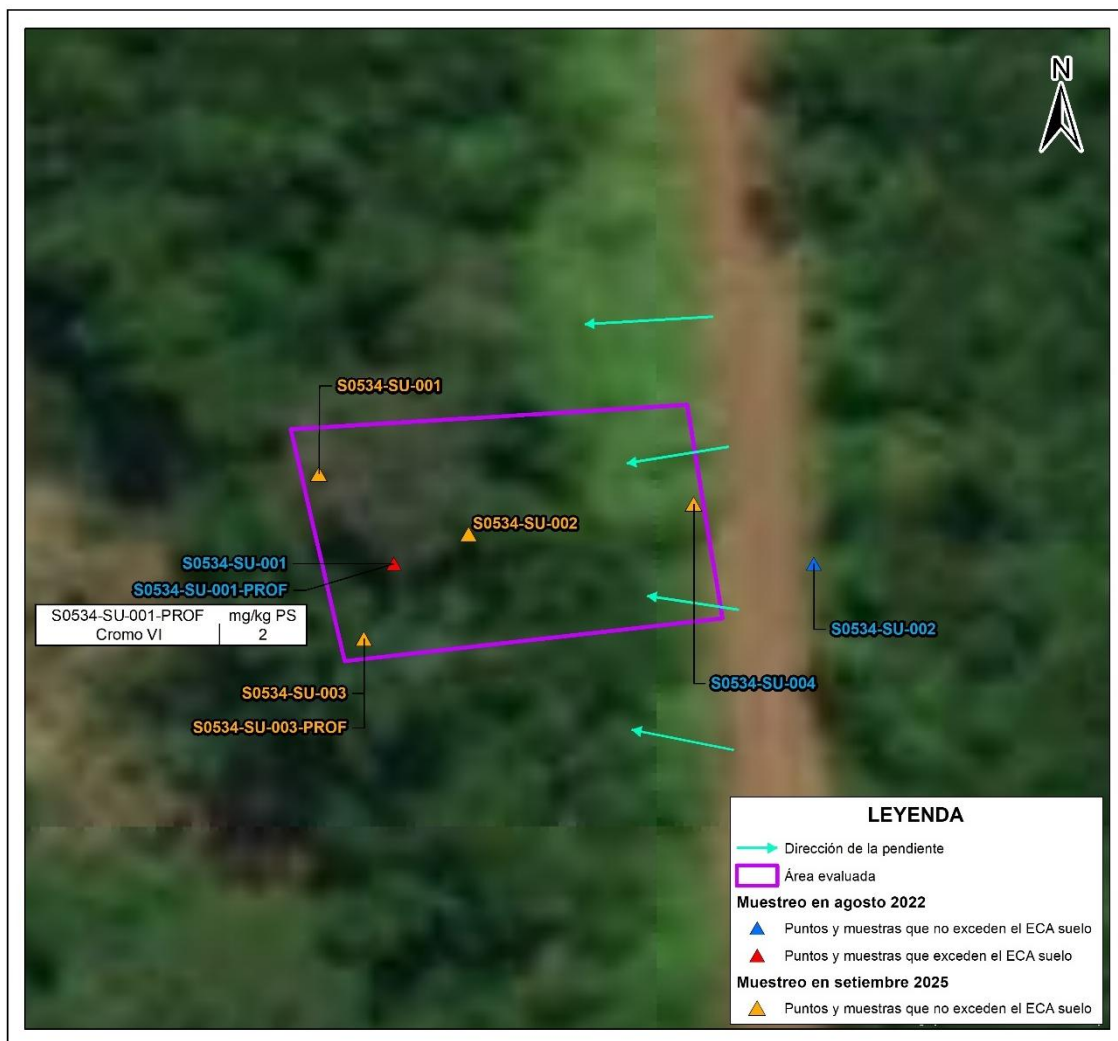 N
S0534-SU-001
S0534-SU-002
S0534-SU-001
S0534-SU-001-PROF
S0534-SU-001-PROF mg/kg PS
Cromo VI 2
S0534-SU-002
S0534-SU-004
S0534-SU-003
S0534-SU-003-PROF
LEYENDA
Dirección de la pendiente
Área evaluada
Muestreo en agosto 2022
Puntos y muestras que no exceden el ECA suelo
Puntos y muestras que exceden el ECA suelo
Muestreo en setiembre 2025
Puntos y muestras que no exceden el ECA suelo